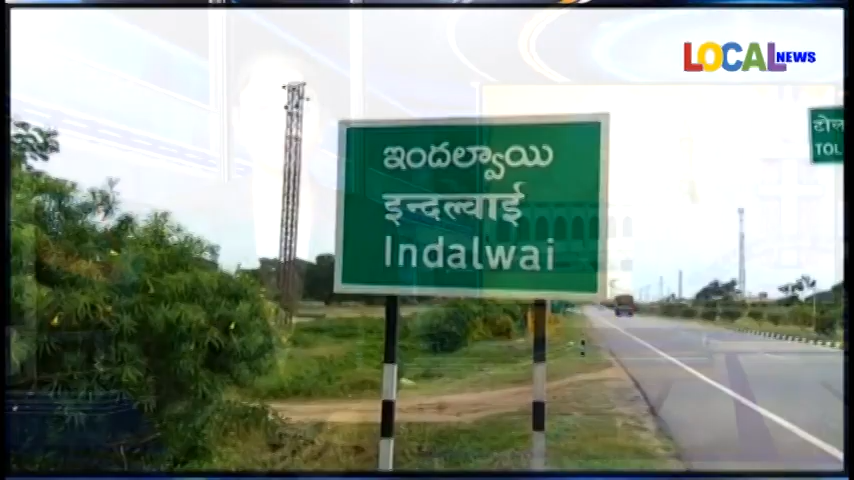 LOCAL NEWS
ఇందల్వాయి
इन्दल्वाई
Indalwai
टोल
TOL